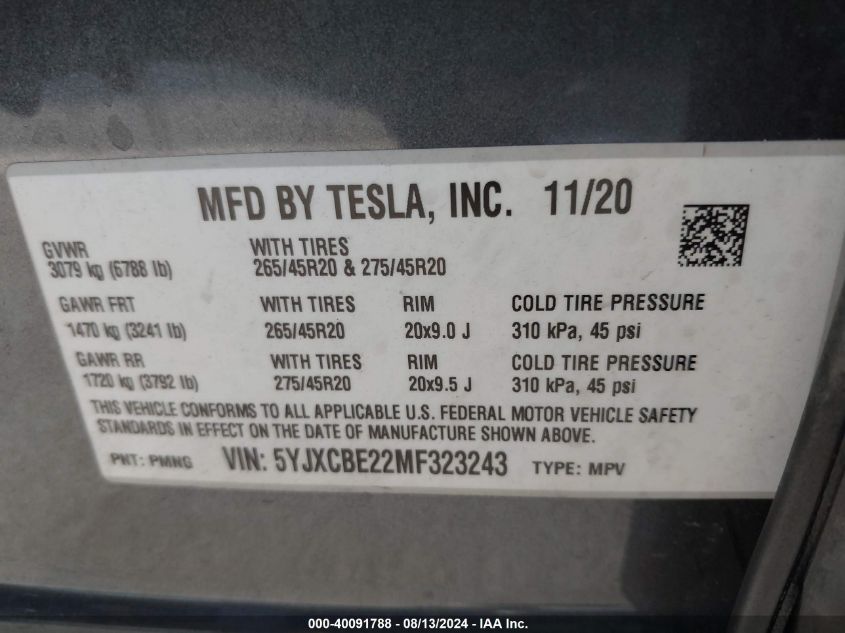 MFD BY TESLA, INC. 11/20
GVWR WITH TIRES
3079 kg (6788 lb) 265/45R20 & 275/45R20
GAWR FRT WITH TIRES RIM COLD TIRE PRESSURE
1470 kg (3241 lb) 265/45R20 20x9.0 J 310 kPa, 45 psi
GAWR RR WITH TIRES RIM COLD TIRE PRESSURE
1720 kg (3792 lb) 275/45R20 20x9.5 J 310 kPa, 45 psi
THIS VEHICLE CONFORMS TO ALL APPLICABLE U.S. FEDERAL MOTOR VEHICLE SAFETY
STANDARDS IN EFFECT ON THE DATE OF MANUFACTURE SHOWN ABOVE.
PNT: PMNG VIN: 5YJXCBE22MF323243 TYPE: MPV
000-40091788 - 08/13/2024 - IAA Inc.